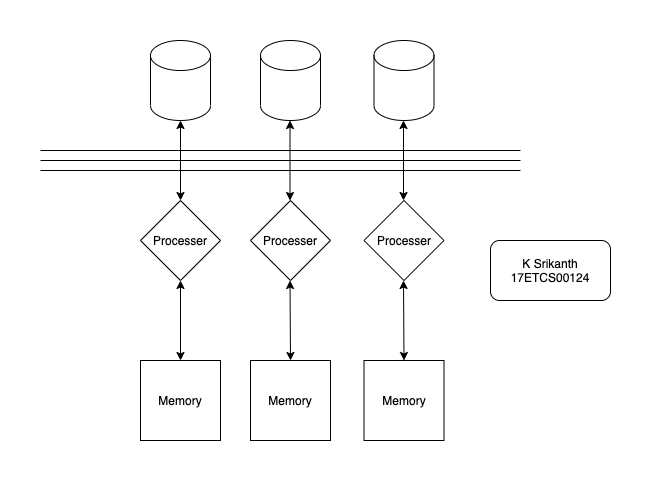 Processer
Processer
Processer
K Srikanth
17ETCS00124
Memory
Memory
Memory